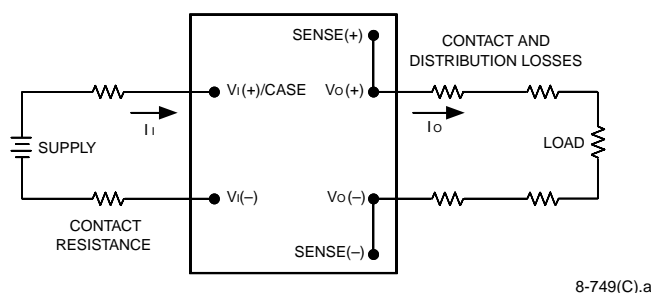 SENSE(+)
CONTACT AND
DISTRIBUTION LOSSES
VI(+)/CASE
VO(+)
II
IO
SUPPLY
LOAD
VI(–)
VO(–)
CONTACT
RESISTANCE
SENSE(–)
8-749(C).a